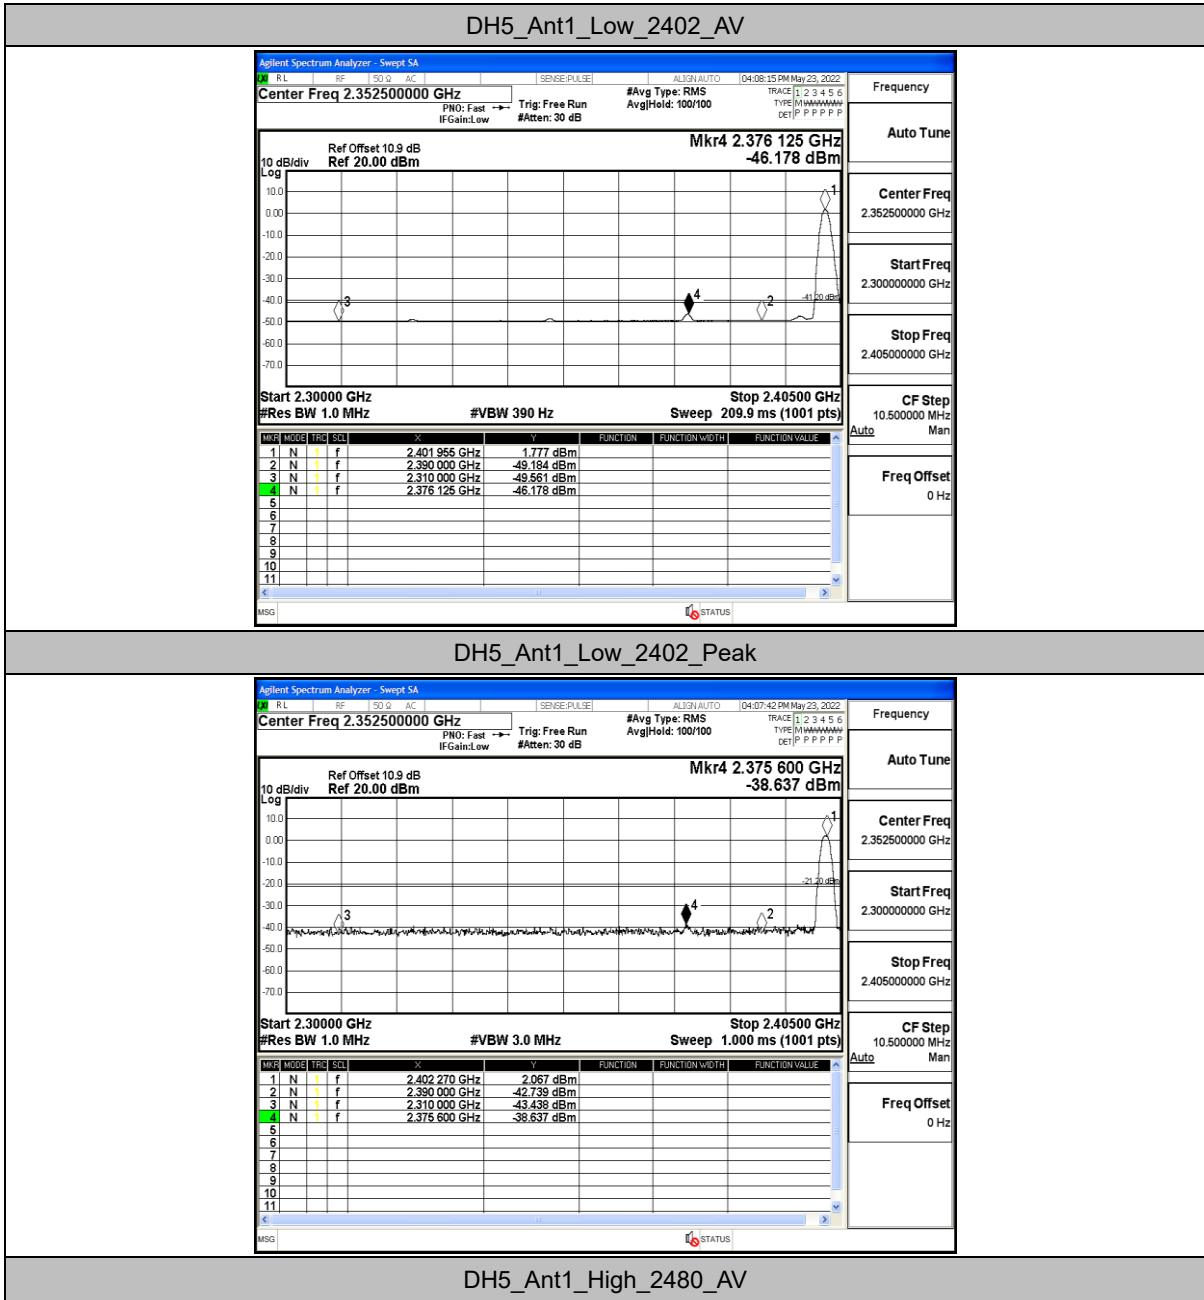 DH5_Ant1_Low_2402_AV
Agilent Spectrum Analyzer - Swept SA
LXI RL RF 50 Ω AC SENSE:PULSE ALIGN AUTO 04:08:15 PM May 23, 2022
Center Freq 2.352500000 GHz #Avg Type: RMS TRACE 1 2 3 4 5 6
PNO: Fast Trig: Free Run Avg|Hold: 100/100 TYPE M WWWWW
IFGain:Low #Atten: 30 dB DET P P P P P P
Mkr4 2.376 125 GHz
-46.178 dBm
Ref Offset 10.9 dB
10 dB/div Ref 20.00 dBm
Log
10.0
0.00
-10.0
-20.0
-30.0
-40.0
-50.0
-60.0
-70.0
1
3
4
2
-41.20 dBm
Start 2.30000 GHz Stop 2.40500 GHz
#Res BW 1.0 MHz #VBW 390 Hz Sweep 209.9 ms (1001 pts)
MKR MODE TRC SCL X Y FUNCTION FUNCTION WIDTH FUNCTION VALUE
1 N 1 f 2.401 955 GHz 1.777 dBm
2 N 1 f 2.390 000 GHz -49.184 dBm
3 N 1 f 2.310 000 GHz -49.561 dBm
4 N 1 f 2.376 125 GHz -46.178 dBm
5
6
7
8
9
10
11
MSG STATUS
Frequency
Auto Tune
Center Freq
2.352500000 GHz
Start Freq
2.300000000 GHz
Stop Freq
2.405000000 GHz
CF Step
10.500000 MHz
Auto Man
Freq Offset
0 Hz
DH5_Ant1_Low_2402_Peak
Agilent Spectrum Analyzer - Swept SA
LXI RL RF 50 Ω AC SENSE:PULSE ALIGN AUTO 04:07:42 PM May 23, 2022
Center Freq 2.352500000 GHz #Avg Type: RMS TRACE 1 2 3 4 5 6
PNO: Fast Trig: Free Run Avg|Hold: 100/100 TYPE M WWWWW
IFGain:Low #Atten: 30 dB DET P P P P P P
Mkr4 2.375 600 GHz
-38.637 dBm
Ref Offset 10.9 dB
10 dB/div Ref 20.00 dBm
Log
10.0
0.00
-10.0
-20.0
-30.0
-40.0
-50.0
-60.0
-70.0
1
3
4
2
-21.20 dBm
Start 2.30000 GHz Stop 2.40500 GHz
#Res BW 1.0 MHz #VBW 3.0 MHz Sweep 1.000 ms (1001 pts)
MKR MODE TRC SCL X Y FUNCTION FUNCTION WIDTH FUNCTION VALUE
1 N 1 f 2.402 270 GHz 2.067 dBm
2 N 1 f 2.390 000 GHz -42.739 dBm
3 N 1 f 2.310 000 GHz -43.438 dBm
4 N 1 f 2.375 600 GHz -38.637 dBm
5
6
7
8
9
10
11
MSG STATUS
Frequency
Auto Tune
Center Freq
2.352500000 GHz
Start Freq
2.300000000 GHz
Stop Freq
2.405000000 GHz
CF Step
10.500000 MHz
Auto Man
Freq Offset
0 Hz
DH5_Ant1_High_2480_AV